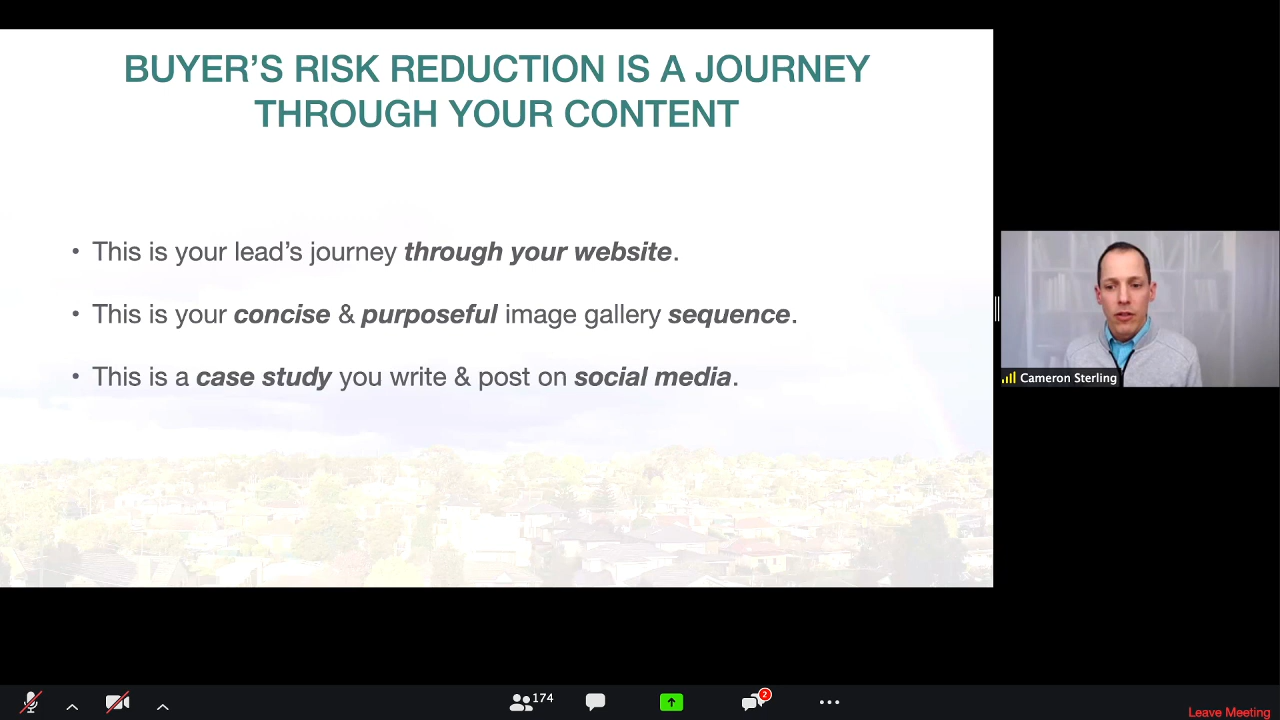 BUYER’S RISK REDUCTION IS A JOURNEY
THROUGH YOUR CONTENT
• This is your lead’s journey through your website.
• This is your concise & purposeful image gallery sequence.
• This is a case study you write & post on social media.
Cameron Sterling
174
2
Leave Meeting